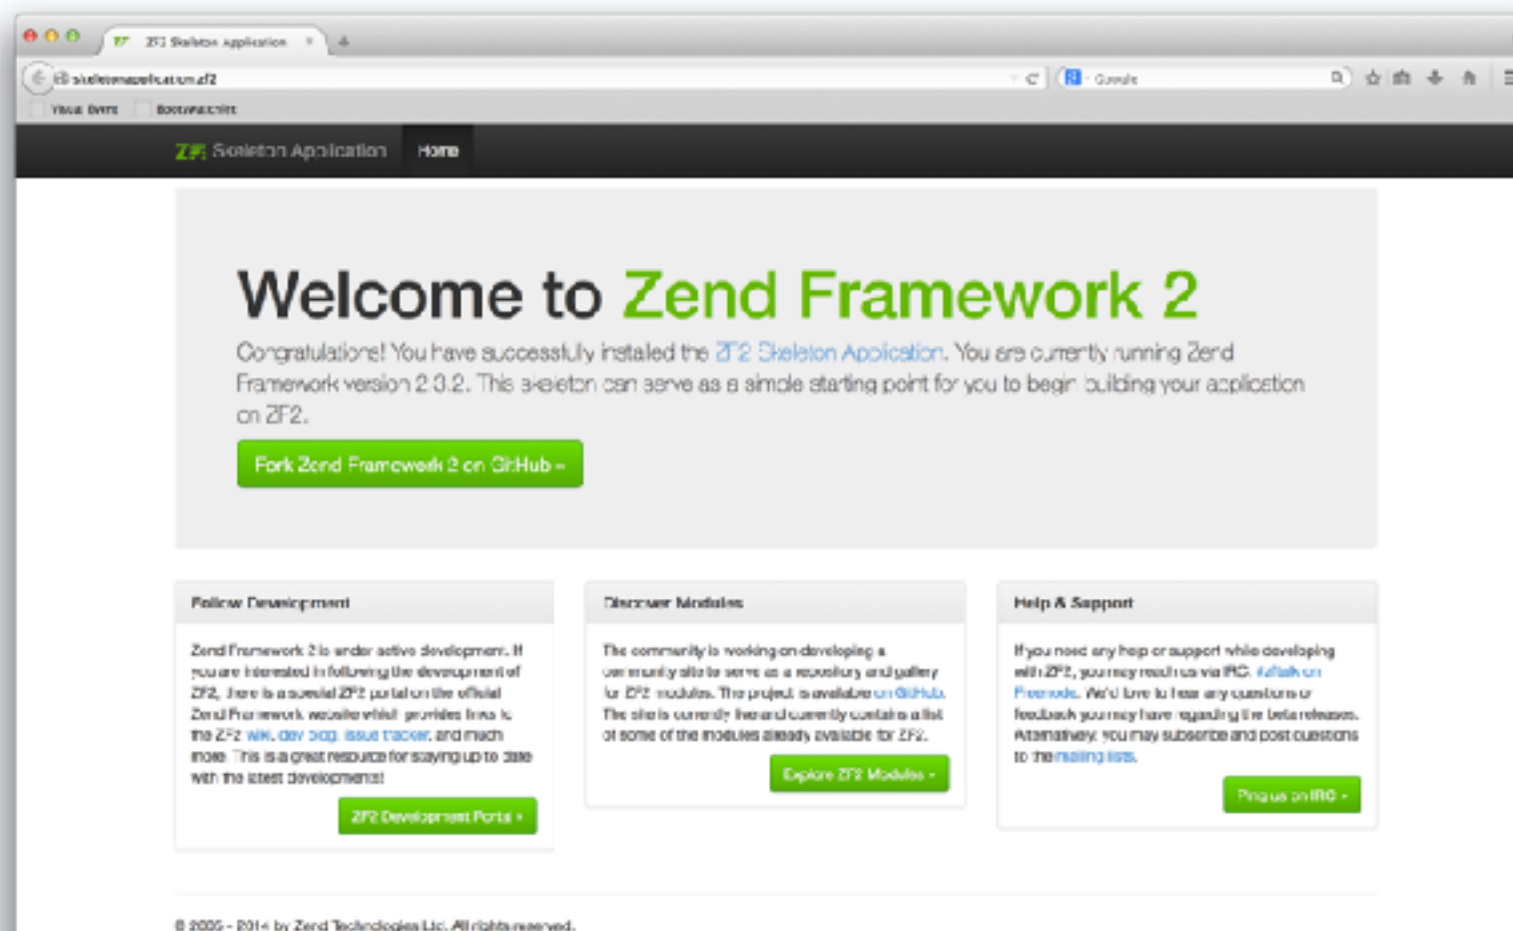 ZF2 Skeleton Application
skeletonapplication.zf2
Google
Visual Event
Bootswatchlet
ZF2 Skeleton Application Home
Welcome to Zend Framework 2
Congratulations! You have successfully installed the ZF2 Skeleton Application. You are currently running Zend
Framework version 2.3.2. This skeleton can serve as a simple starting point for you to begin building your application
on ZF2.
Fork Zend Framework 2 on GitHub »
Follow Development
Zend Framework 2 is under active development. If
you are interested in following the development of
ZF2, there is a special ZF2 portal on the official
Zend Framework website which provides links to
the ZF2 wiki, dev blog, issue tracker, and much
more. This is a great resource for staying up to date
with the latest developments!
ZF2 Development Portal »
Discover Modules
The community is working on developing a
community site to serve as a repository and gallery
for ZF2 modules. The project is available on GitHub.
The site is currently live and currently contains a list
of some of the modules already available for ZF2.
Explore ZF2 Modules »
Help & Support
If you need any help or support while developing
with ZF2, you may reach us via IRC: #zftalk on
Freenode. We'd love to hear any questions or
feedback you may have regarding the beta releases.
Alternatively, you may subscribe and post questions
to the mailing lists.
Ping us on IRC »
© 2005 - 2014 by Zend Technologies Ltd. All rights reserved.